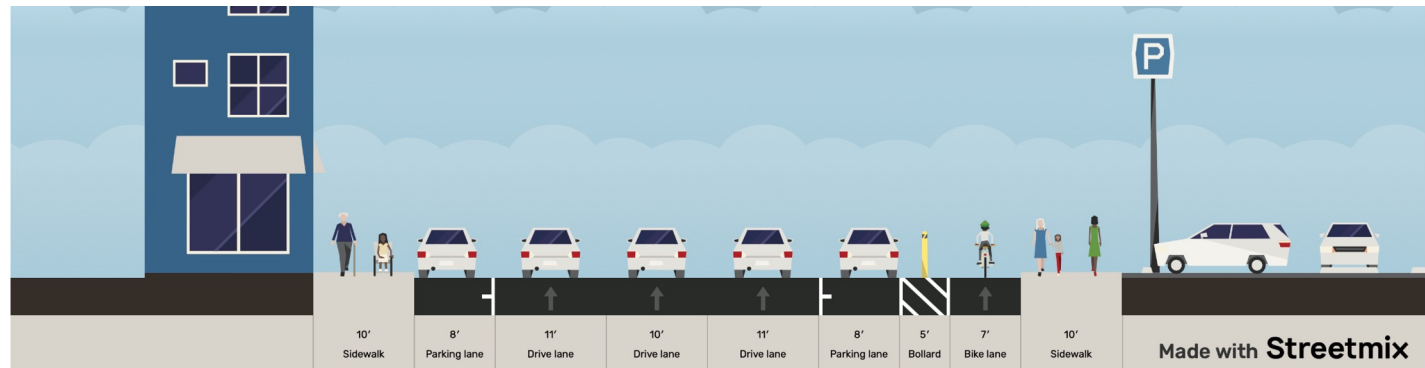 P
10′
Sidewalk
8′
Parking lane
11′
Drive lane
10′
Drive lane
11′
Drive lane
8′
Parking lane
5′
Bollard
7′
Bike lane
10′
Sidewalk
Made with Streetmix